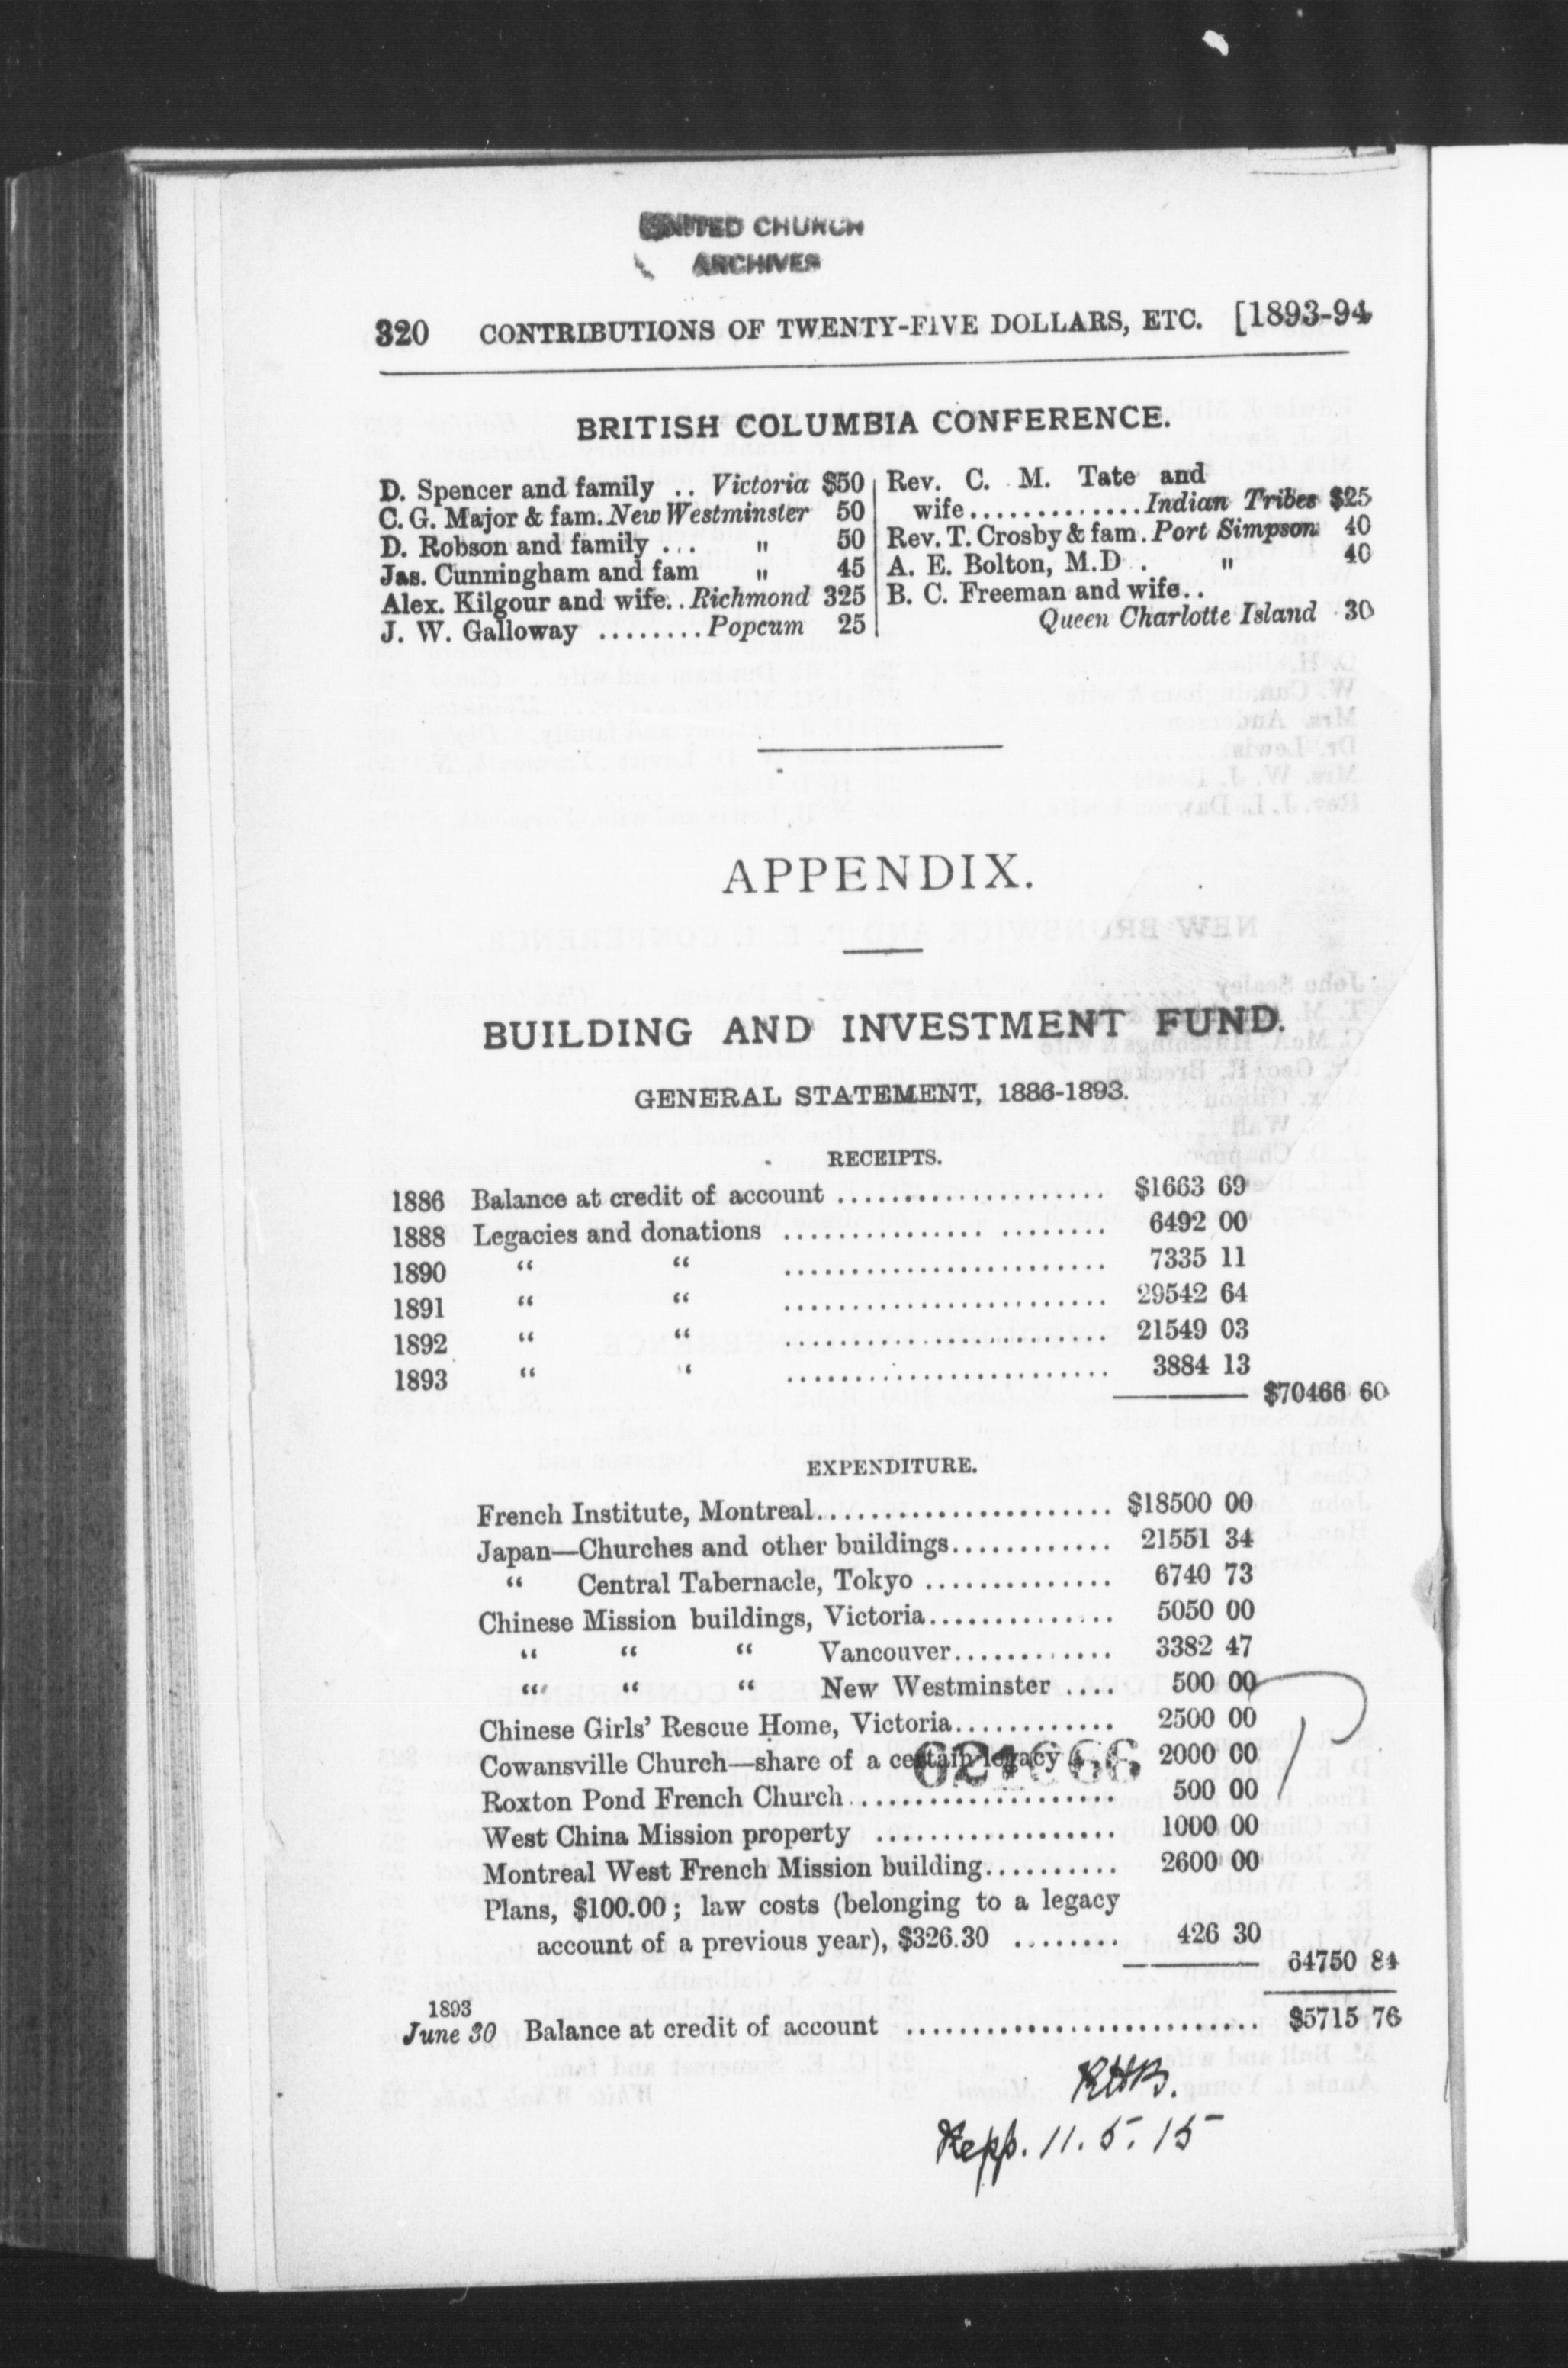 UNITED CHURCH
ARCHIVES
320 CONTRIBUTIONS OF TWENTY-FIVE DOLLARS, ETC. [1893-94
BRITISH COLUMBIA CONFERENCE.
D. Spencer and family .. Victoria $50
C. G. Major & fam. New Westminster 50
D. Robson and family ... " 50
Jas. Cunningham and fam " 45
Alex. Kilgour and wife.. Richmond 325
J. W. Galloway ........ Popcum 25
Rev. C. M. Tate and
wife.............. Indian Tribes $25
Rev. T. Crosby & fam. Port Simpson 40
A. E. Bolton, M.D . " 40
B. C. Freeman and wife..
Queen Charlotte Island 30
APPENDIX.
BUILDING AND INVESTMENT FUND.
GENERAL STATEMENT, 1886-1893.
RECEIPTS.
1886 Balance at credit of account .................... $1663 69
1888 Legacies and donations ............... ........ 6492 00
1890 “ “ ........................ 7335 11
1891 “ “ ........................ 29542 64
1892 “ “ ........................ 21549 03
1893 “ “ ........................ 3884 13
$70466 60
EXPENDITURE.
French Institute, Montreal...................... $18500 00
Japan—Churches and other buildings............ 21551 34
“ Central Tabernacle, Tokyo .............. 6740 73
Chinese Mission buildings, Victoria.............. 5050 00
“ “ “ Vancouver............ 3382 47
“ “ “ New Westminster .... 500 00
Chinese Girls’ Rescue Home, Victoria............ 2500 00
Cowansville Church—share of a certain legacy 2000 00
Roxton Pond French Church.................... 500 00
West China Mission property .................. 1000 00
Montreal West French Mission building.......... 2600 00
Plans, $100.00; law costs (belonging to a legacy
account of a previous year), $326.30 ........ 426 30
64750 84
1893
June 30 Balance at credit of account ........................... $5715 76
RHB.
11. 5. 15